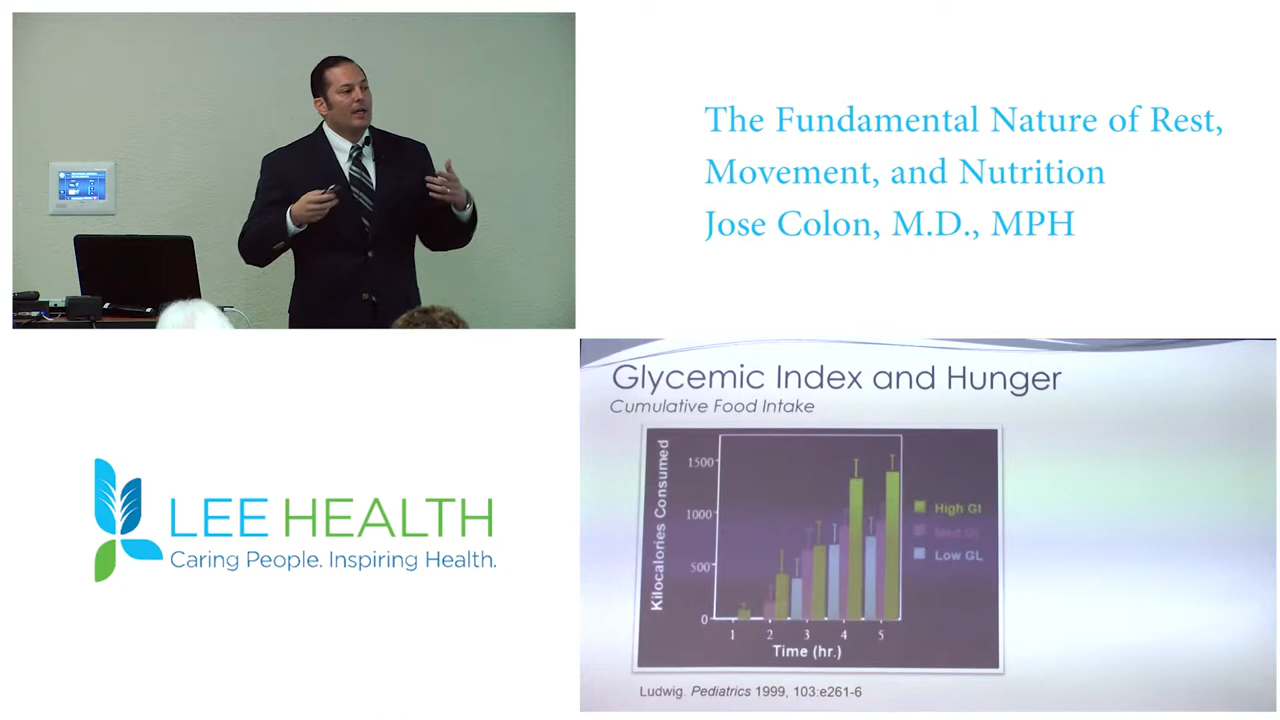 The Fundamental Nature of Rest,
Movement, and Nutrition
Jose Colon, M.D., MPH
LEE HEALTH
Caring People. Inspiring Health.
Glycemic Index and Hunger
Cumulative Food Intake
Kilocalories Consumed
1500
1000
500
0
1 2 3 4 5
Time (hr.)
High GI
Med GI
Low GL
Ludwig. Pediatrics 1999, 103:e261-6